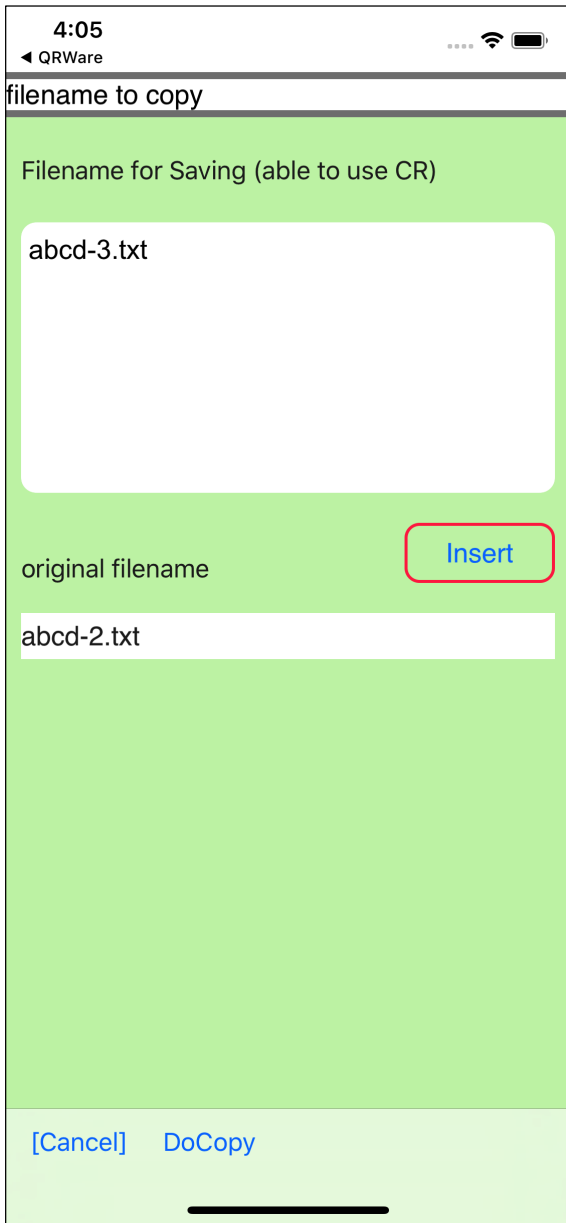 4:05
◀ QRWare
filename to copy
Filename for Saving (able to use CR)
abcd-3.txt
Insert
original filename
abcd-2.txt
[Cancel] DoCopy